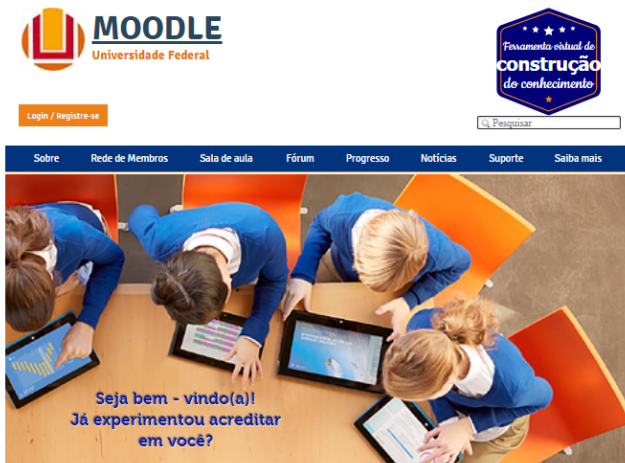 MOODLE
Universidade Federal
Ferramenta virtual de
construção
do conhecimento
Login / Registre-se
Pesquisar
Sobre Rede de Membros Sala de aula Fórum Progresso Notícias Suporte Saiba mais
Seja bem - vindo(a)!
Já experimentou acreditar
em você?